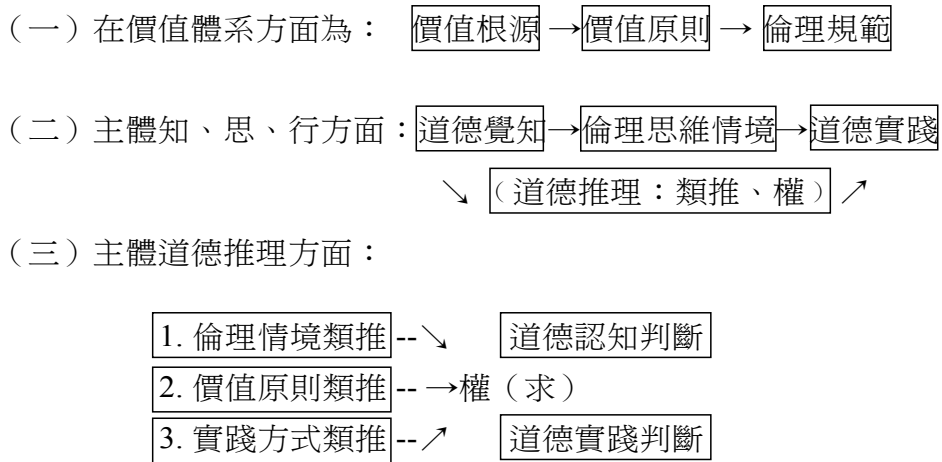 （一）在價值體系方面為： 價值根源→價值原則→倫理規範
（二）主體知、思、行方面：道德覺知→倫理思維情境→道德實踐
↘（道德推理：類推、權）↗
（三）主體道德推理方面：
1. 倫理情境類推--↘ 道德認知判斷
2. 價值原則類推-- →權（求）
3. 實踐方式類推--↗ 道德實踐判斷